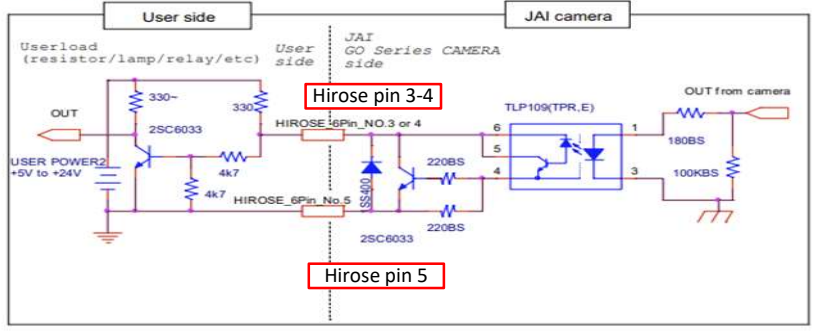 User side
JAI camera
Userload
(resistor/lamp/relay/etc)
User
side
JAI
GO Series CAMERA
side
Hirose pin 3-4
OUT from camera
330~
330
TLP109(TPR,E)
OUT
2SC6033
HIROSE_6Pin_NO.3 or 4
6
1
5
180BS
USER POWER2
+5V to +24V
4k7
220BS
4
3
100KBS
4k7
1SS400
HIROSE_6Pin_No.5
220BS
2SC6033
Hirose pin 5